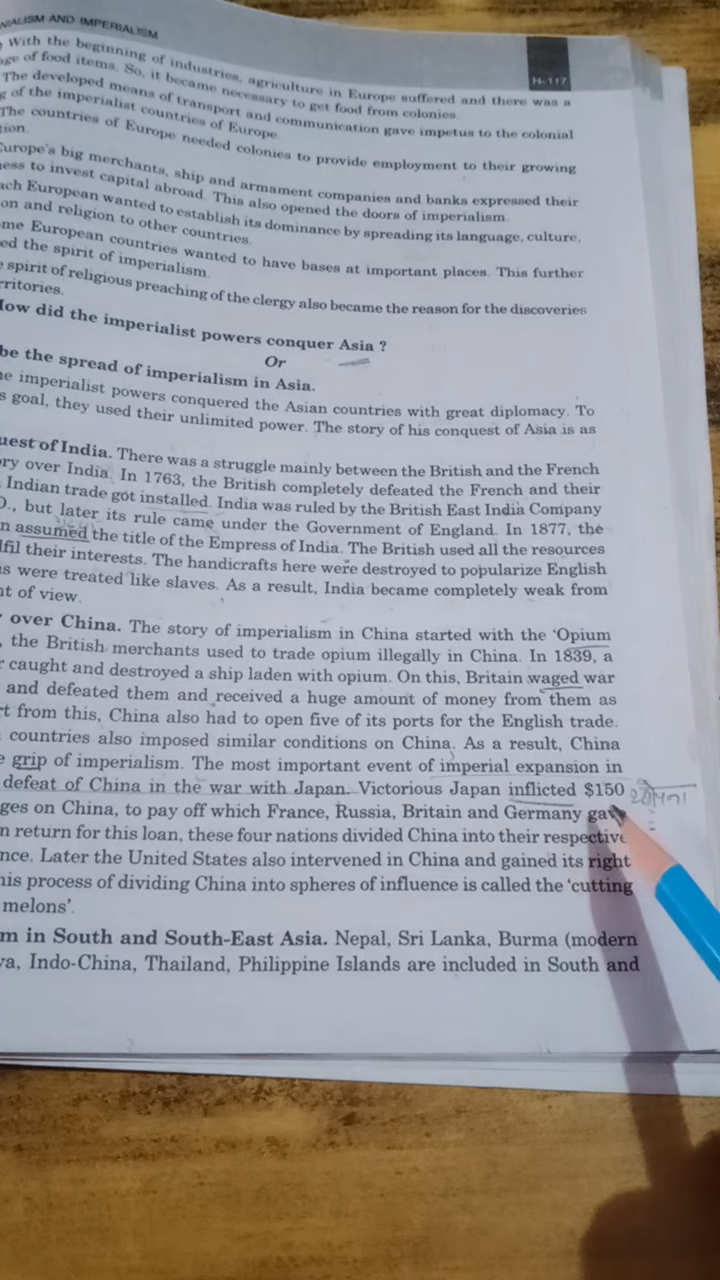 NIALISM AND IMPERIALISM
H-117
With the beginning of industries, agriculture in Europe suffered and there was a
age of food items. So, it became necessary to get food from colonies.
The developed means of transport and communication gave impetus to the colonial
g of the imperialist countries of Europe.
The countries of Europe needed colonies to provide employment to their growing
tion.
Europe's big merchants, ship and armament companies and banks expressed their
ness to invest capital abroad. This also opened the doors of imperialism.
ach European wanted to establish its dominance by spreading its language, culture,
on and religion to other countries.
me European countries wanted to have bases at important places. This further
ed the spirit of imperialism.
e spirit of religious preaching of the clergy also became the reason for the discoveries
rritories.
How did the imperialist powers conquer Asia ?
Or
be the spread of imperialism in Asia.
he imperialist powers conquered the Asian countries with great diplomacy. To
s goal, they used their unlimited power. The story of his conquest of Asia is as
uest of India. There was a struggle mainly between the British and the French
ry over India. In 1763, the British completely defeated the French and their
Indian trade got installed. India was ruled by the British East India Company
D., but later its rule came under the Government of England. In 1877, the
n assumed the title of the Empress of India. The British used all the resources
lfil their interests. The handicrafts here were destroyed to popularize English
s were treated like slaves. As a result, India became completely weak from
nt of view.
over China. The story of imperialism in China started with the 'Opium
, the British merchants used to trade opium illegally in China. In 1839, a
r caught and destroyed a ship laden with opium. On this, Britain waged war
and defeated them and received a huge amount of money from them as
rt from this, China also had to open five of its ports for the English trade.
countries also imposed similar conditions on China. As a result, China
e grip of imperialism. The most important event of imperial expansion in
defeat of China in the war with Japan. Victorious Japan inflicted $150
ges on China, to pay off which France, Russia, Britain and Germany gav
n return for this loan, these four nations divided China into their respective
nce. Later the United States also intervened in China and gained its right
his process of dividing China into spheres of influence is called the 'cutting
melons'.
m in South and South-East Asia. Nepal, Sri Lanka, Burma (modern
ya, Indo-China, Thailand, Philippine Islands are included in South and